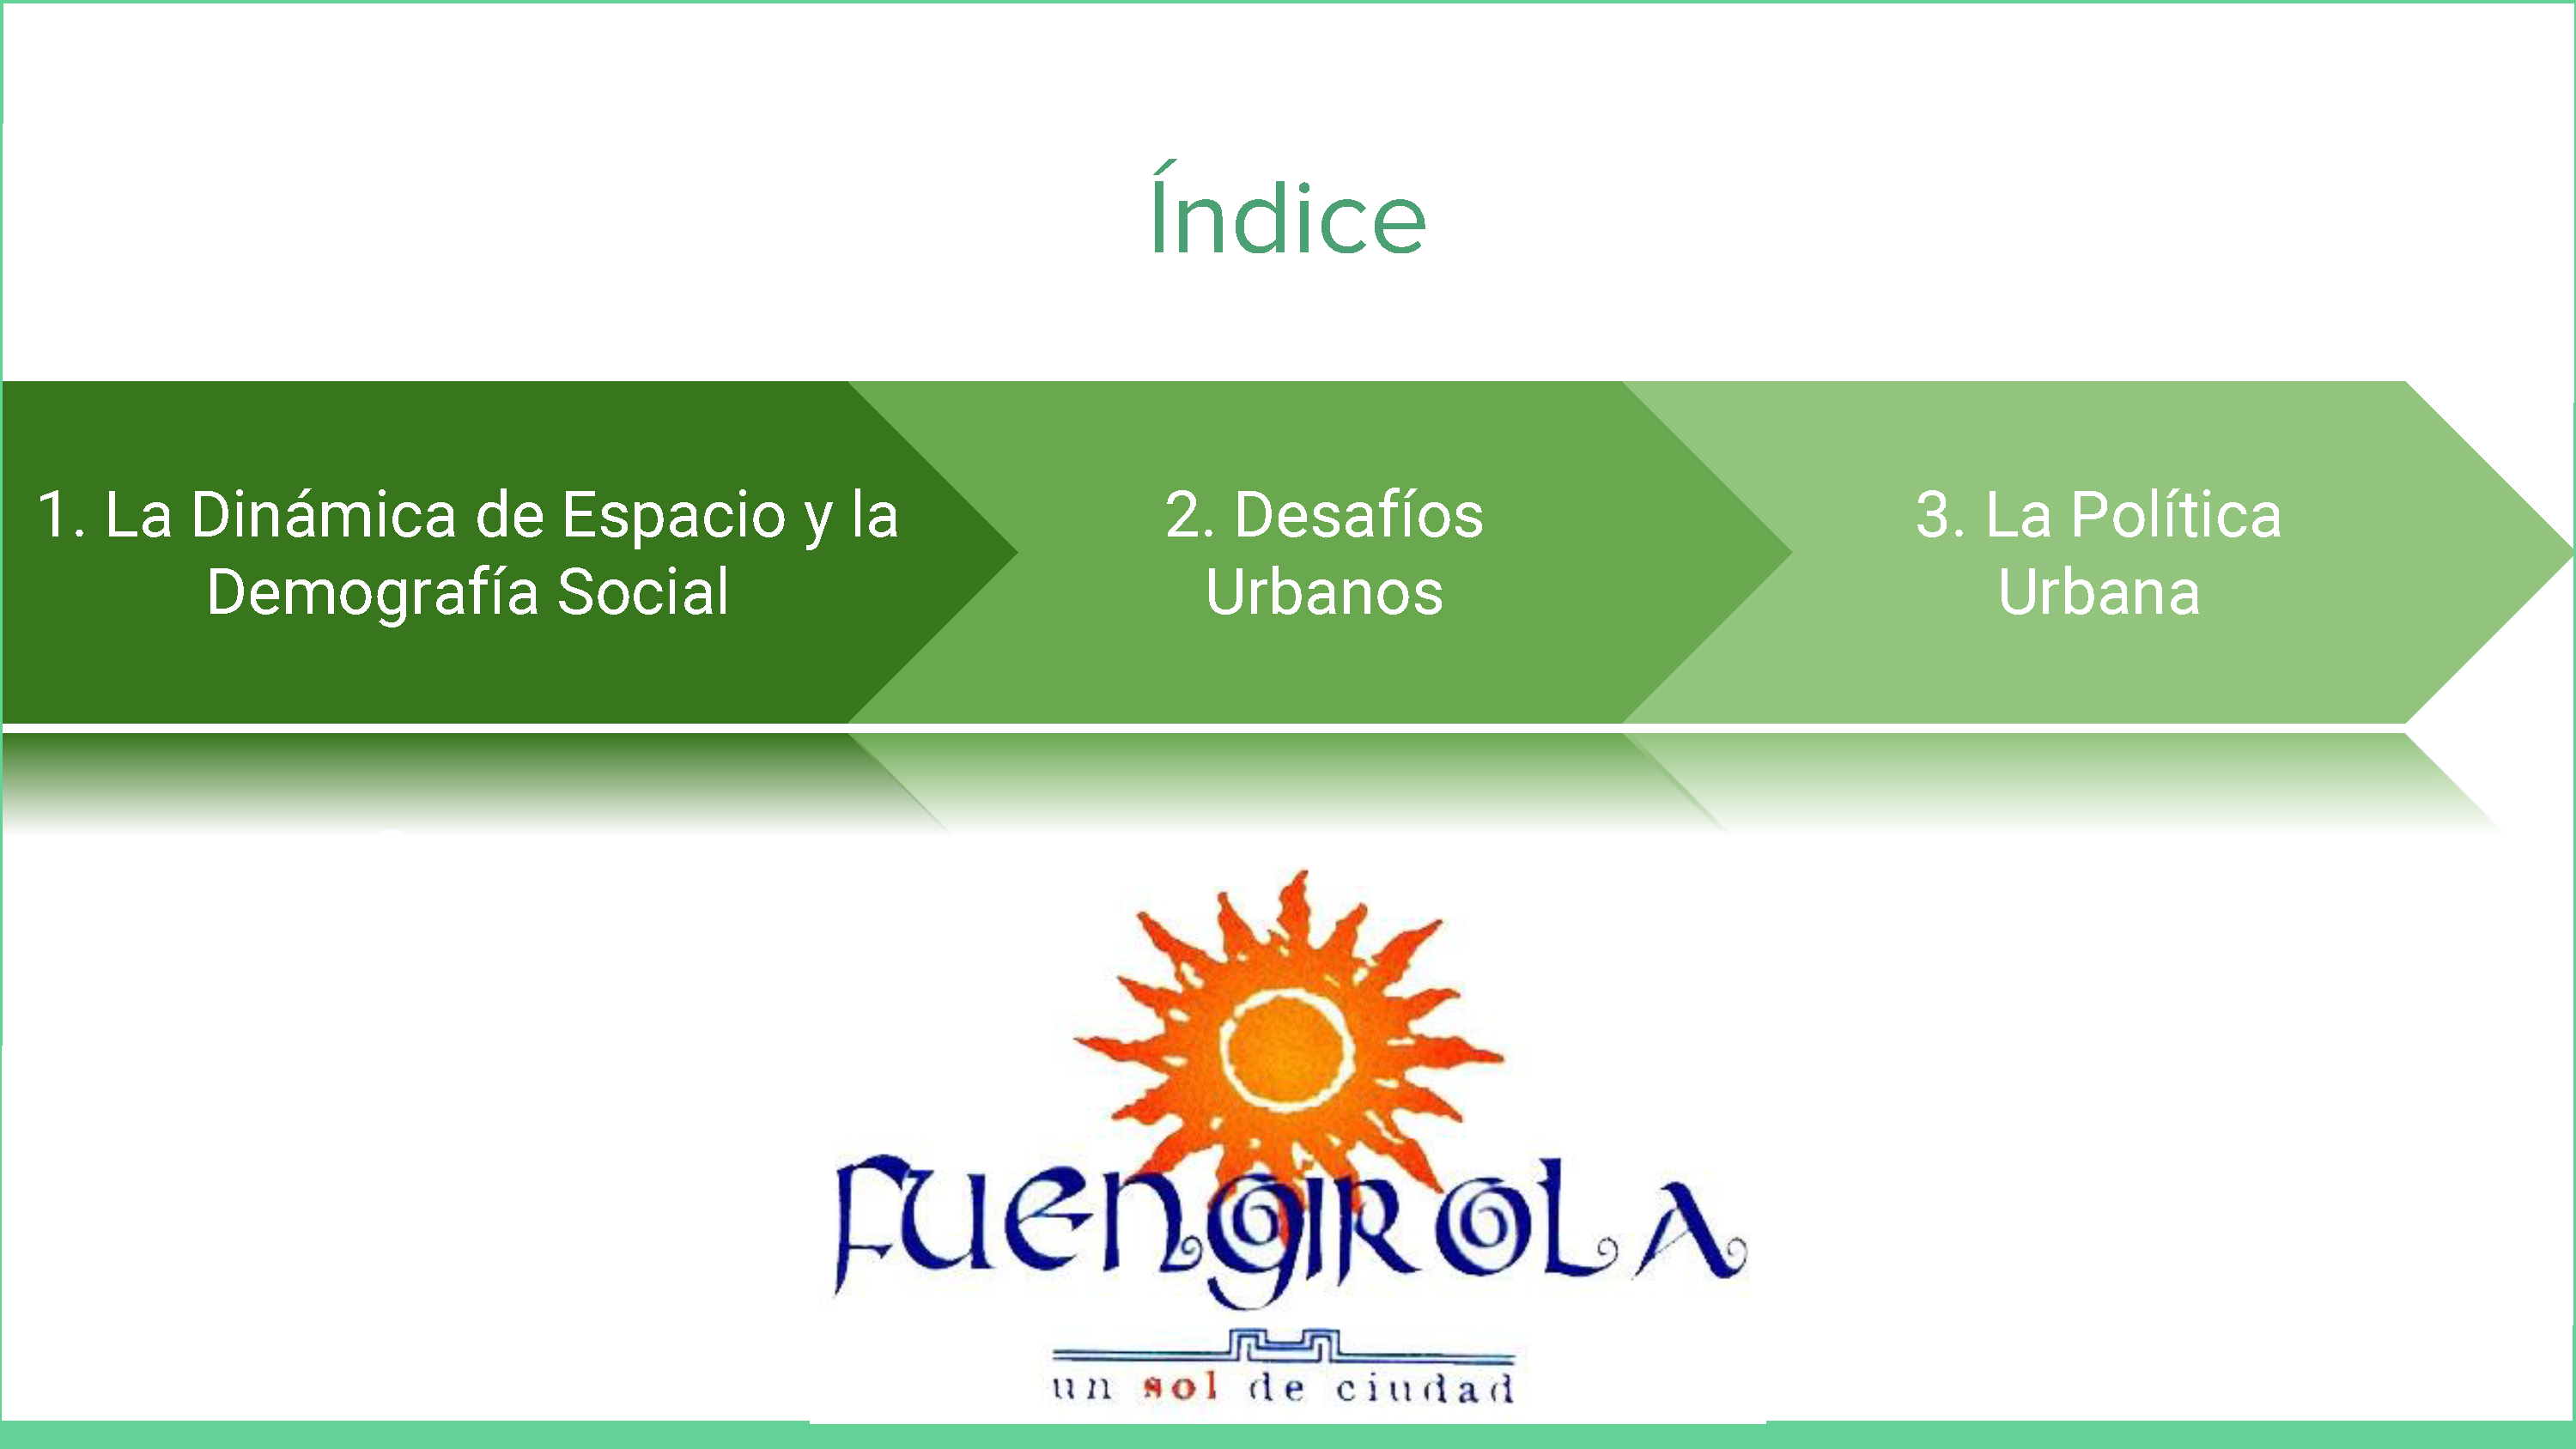 Índice
1. La Dinámica de Espacio y la
Demografía Social
2. Desafíos
Urbanos
3. La Política
Urbana
FUENGIROLA
un sol de ciudad